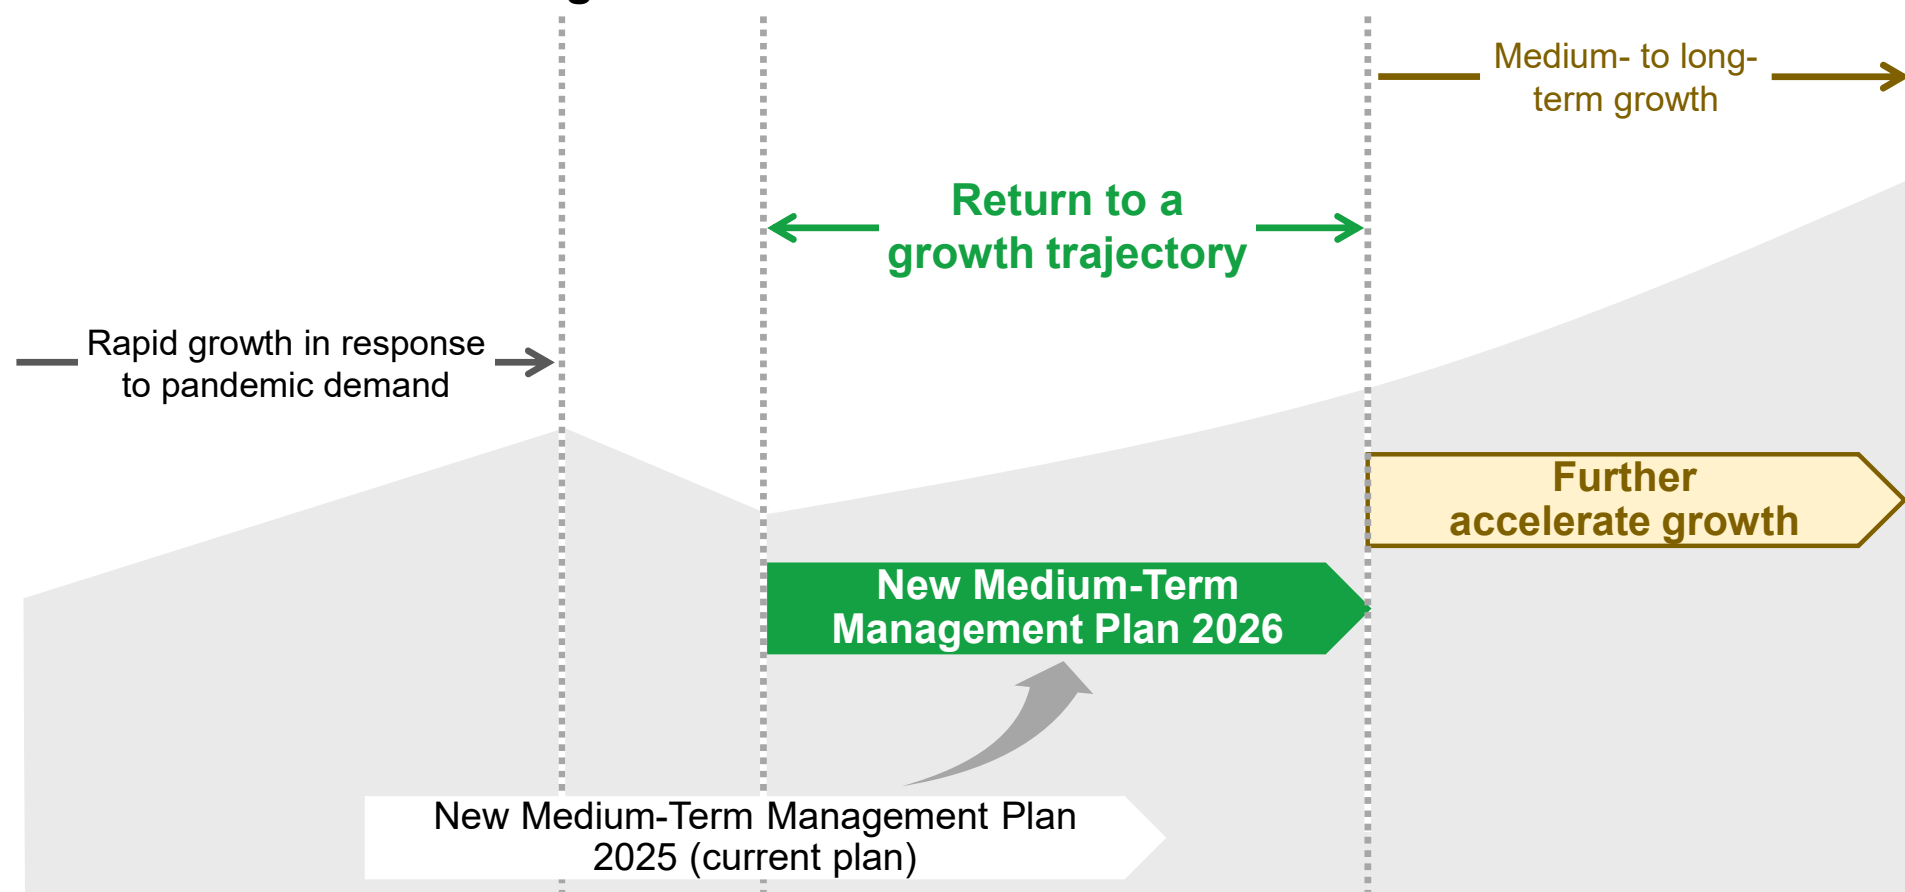 Medium- to long-
term growth
Return to a
growth trajectory
Rapid growth in response
to pandemic demand
Further
accelerate growth
New Medium-Term
Management Plan 2026
New Medium-Term Management Plan
2025 (current plan)